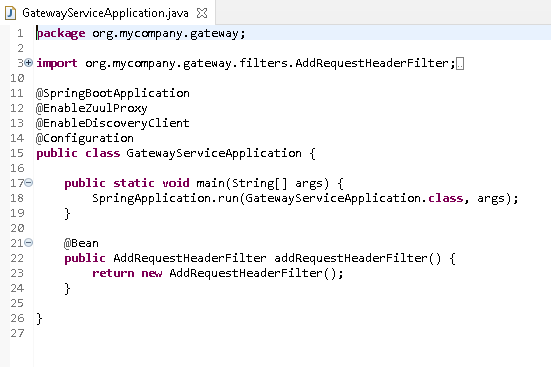 GatewayServiceApplication.java
1 package org.mycompany.gateway;
2
3 import org.mycompany.gateway.filters.AddRequestHeaderFilter;
10
11 @SpringBootApplication
12 @EnableZuulProxy
13 @EnableDiscoveryClient
14 @Configuration
15 public class GatewayServiceApplication {
16
17 public static void main(String[] args) {
18 SpringApplication.run(GatewayServiceApplication.class, args);
19 }
20
21 @Bean
22 public AddRequestHeaderFilter addRequestHeaderFilter() {
23 return new AddRequestHeaderFilter();
24 }
25
26 }
27